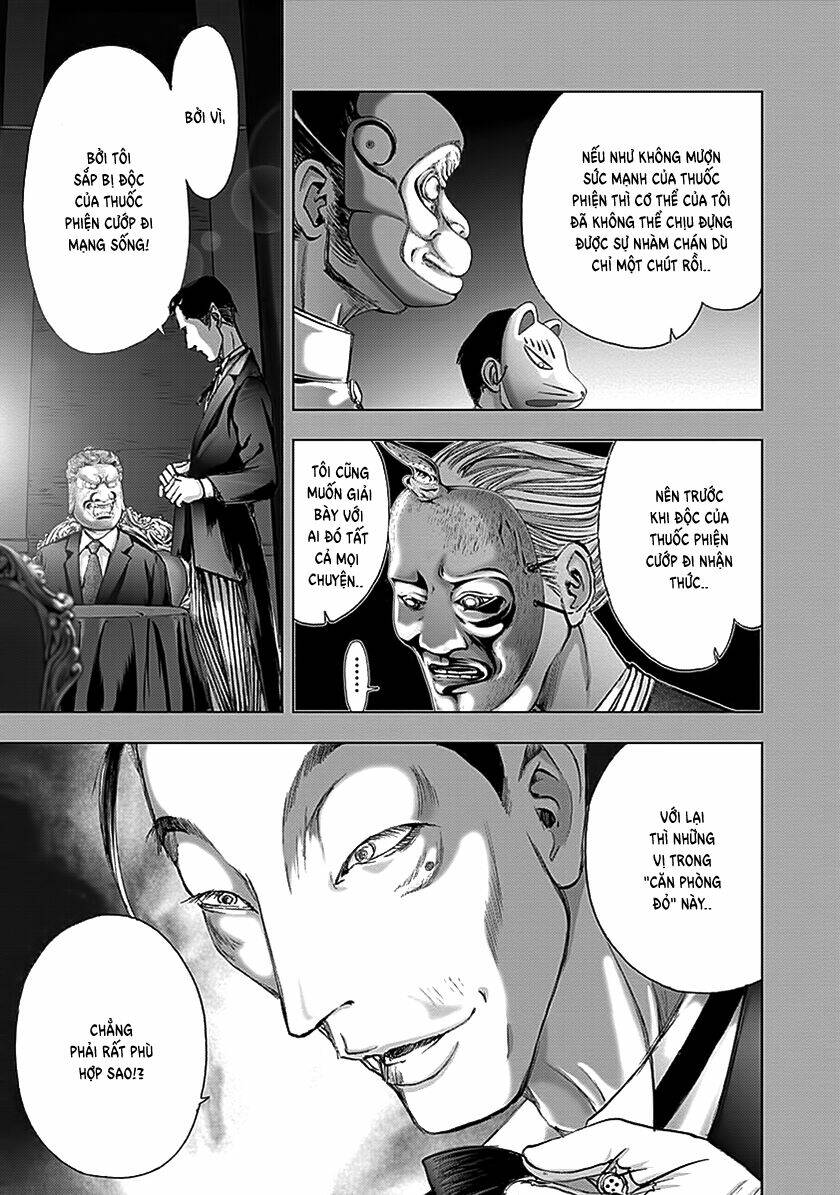 NẾU NHƯ KHÔNG MƯỢN
SỨC MẠNH CỦA THUỐC
PHIỆN THÌ CƠ THỂ CỦA TÔI
ĐÃ KHÔNG THỂ CHỊU ĐỰNG
ĐƯỢC SỰ NHÀM CHÁN DÙ
CHỈ MỘT CHÚT RỒI..
BỞI VÌ,
BỞI TÔI
SẮP BỊ ĐỘC
CỦA THUỐC
PHIỆN CƯỚP ĐI
MẠNG SỐNG!
NÊN TRƯỚC
KHI ĐỘC CỦA
THUỐC PHIỆN
CƯỚP ĐI NHẬN
THỨC..
TÔI CŨNG
MUỐN GIẢI
BÀY VỚI
AI ĐÓ TẤT
CẢ MỌI
CHUYỆN..
......
VỚI LẠI
THÌ NHỮNG
VỊ TRONG
"CĂN PHÒNG
ĐỎ" NÀY..
CHẲNG
PHẢI RẤT PHÙ
HỢP SAO!?